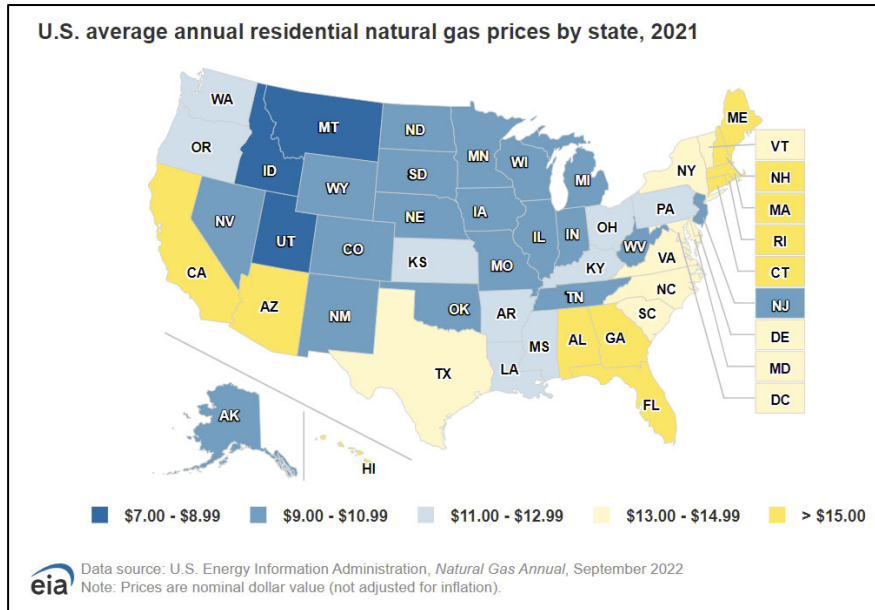 U.S. average annual residential natural gas prices by state, 2021
WA
MT
ND
ME
OR
ID
MN
WI
VT
NY
SD
WY
MI
NH
NE
IA
PA
MA
NV
IL
IN
OH
RI
UT
CO
WV
VA
KS
MO
KY
CT
CA
NC
TN
NJ
AZ
OK
AR
SC
NM
DE
MS
AL
GA
LA
MD
TX
DC
FL
AK
HI
$7.00 - $8.99
$9.00 - $10.99
$11.00 - $12.99
$13.00 - $14.99
> $15.00
eia
Data source: U.S. Energy Information Administration, Natural Gas Annual, September 2022
Note: Prices are nominal dollar value (not adjusted for inflation).